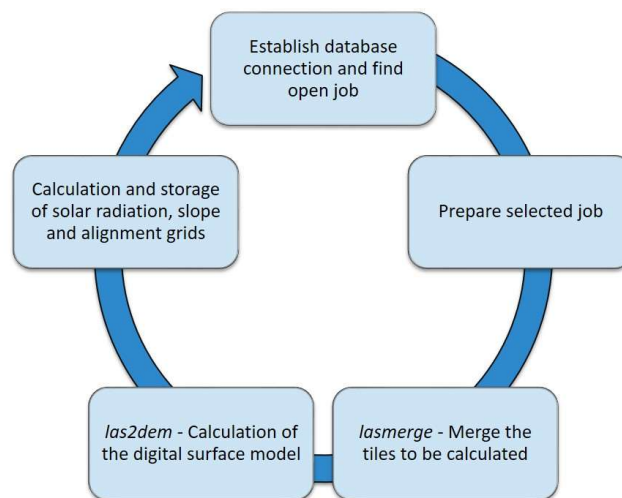 Establish database
connection and find
open job
Prepare selected job
lasmerge - Merge the
tiles to be calculated
las2dem - Calculation of
the digital surface model
Calculation and storage
of solar radiation, slope
and alignment grids